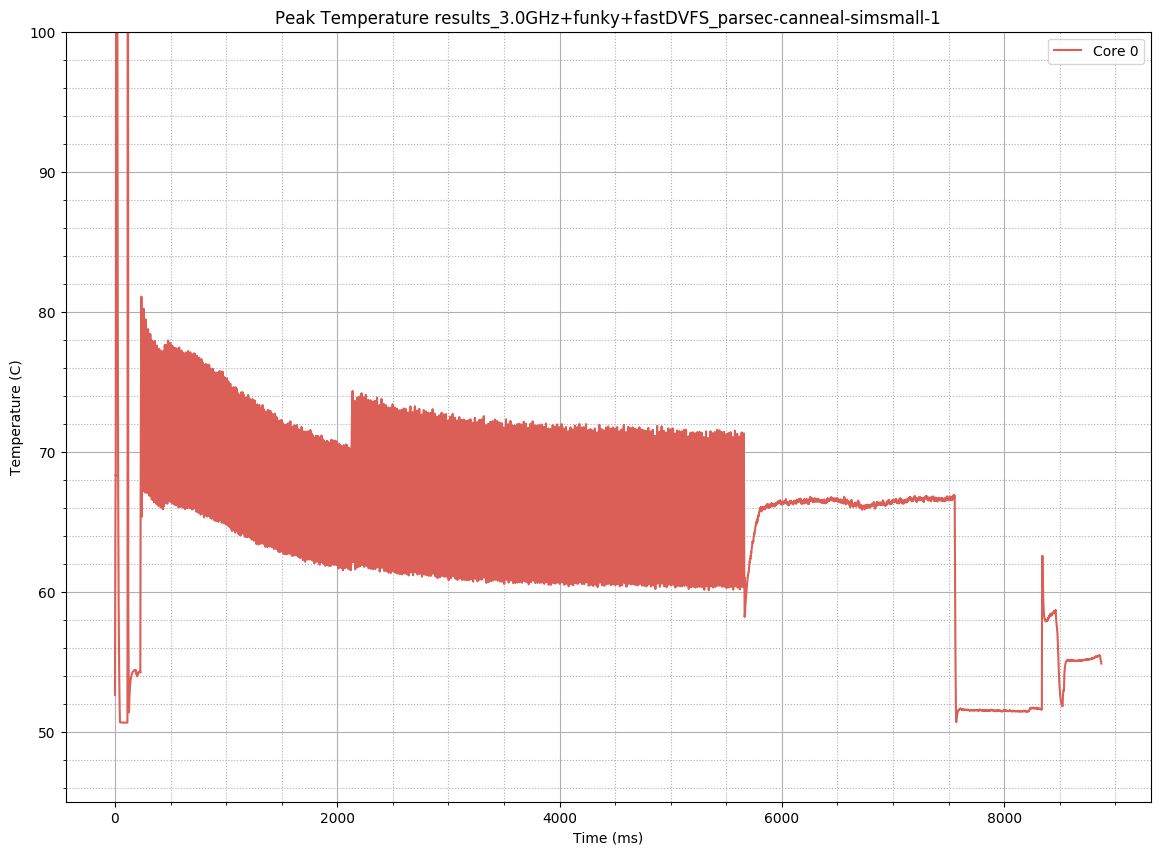 Peak Temperature results_3.0GHz+funky+fastDVFS_parsec-canneal-simsmall-1
Core 0
100
90
80
70
60
50
Temperature (C)
0 2000 4000 6000 8000
Time (ms)